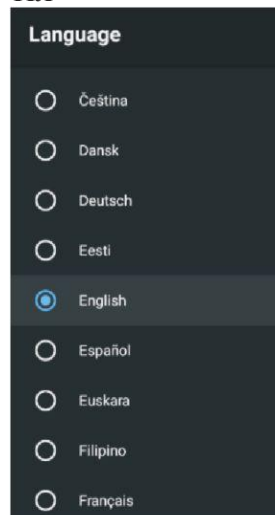 Language
Čeština
Dansk
Deutsch
Eesti
English
Español
Euskara
Filipino
Français